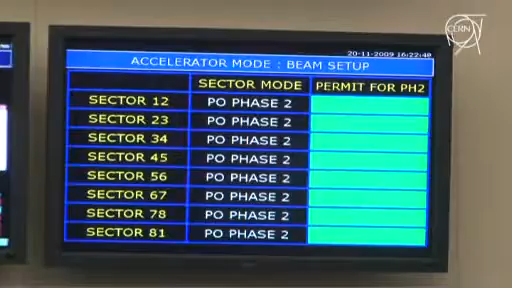 CERN
20-11-2009 16:22:40
ACCELERATOR MODE : BEAM SETUP
SECTOR MODE PERMIT FOR PH2
SECTOR 12 PO PHASE 2
SECTOR 23 PO PHASE 2
SECTOR 34 PO PHASE 2
SECTOR 45 PO PHASE 2
SECTOR 56 PO PHASE 2
SECTOR 67 PO PHASE 2
SECTOR 78 PO PHASE 2
SECTOR 81 PO PHASE 2